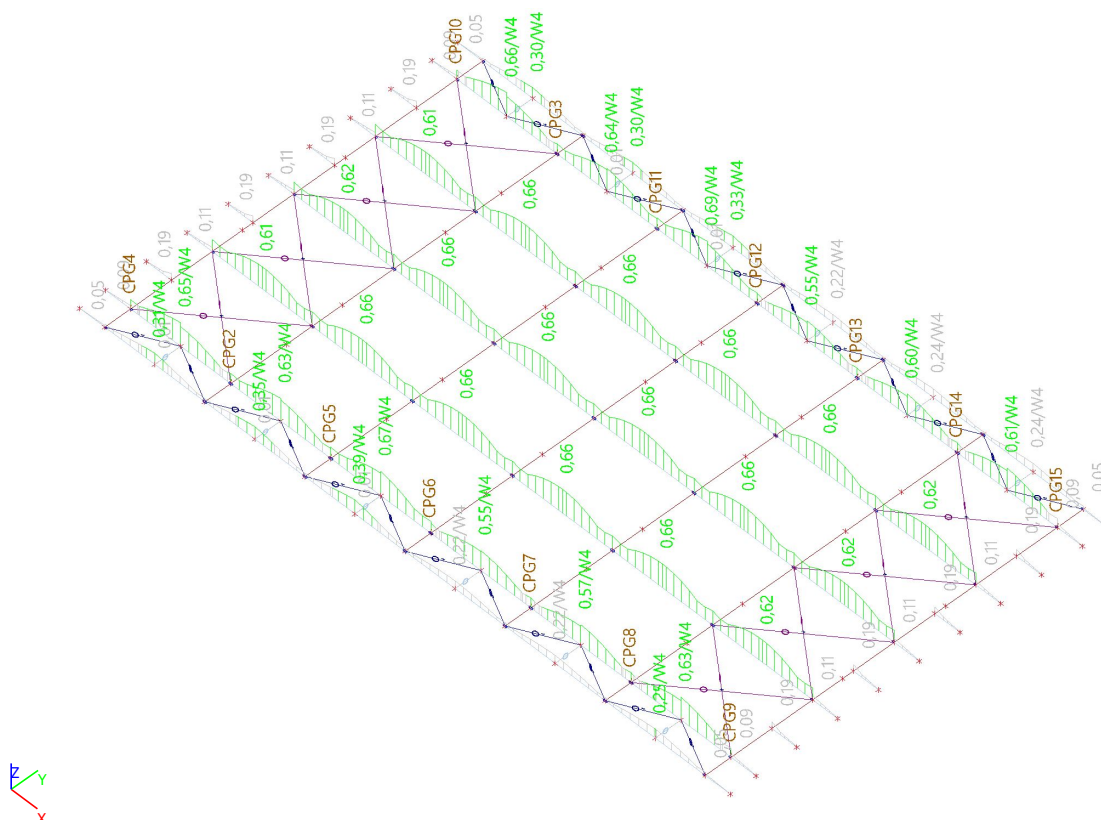 CPG10
0,05
0,66/W4
0,30/W4
0,19
0,11
0,61
CPG3
0,64/W4
0,30/W4
0,19
0,11
0,62
0,66
CPG11
0,69/W4
0,33/W4
0,19
0,11
0,61
0,66
0,66
CPG12
0,55/W4
0,22/W4
CPG4
0,05
0,19
0,65/W4
0,31/W4
0,66
0,66
0,66
CPG13
0,60/W4
0,24/W4
CPG2
0,63/W4
0,35/W4
0,66
0,66
0,66
CPG14
0,61/W4
0,24/W4
CPG5
0,67/W4
0,39/W4
0,66
0,66
0,62
CPG15
0,05
0,09
0,19
0,11
CPG6
0,55/W4
0,22/W4
0,66
0,62
0,19
0,11
CPG7
0,57/W4
0,62
0,19
0,11
CPG8
0,63/W4
0,25/W4
0,19
CPG9
0,09
0,05
Z
Y
X